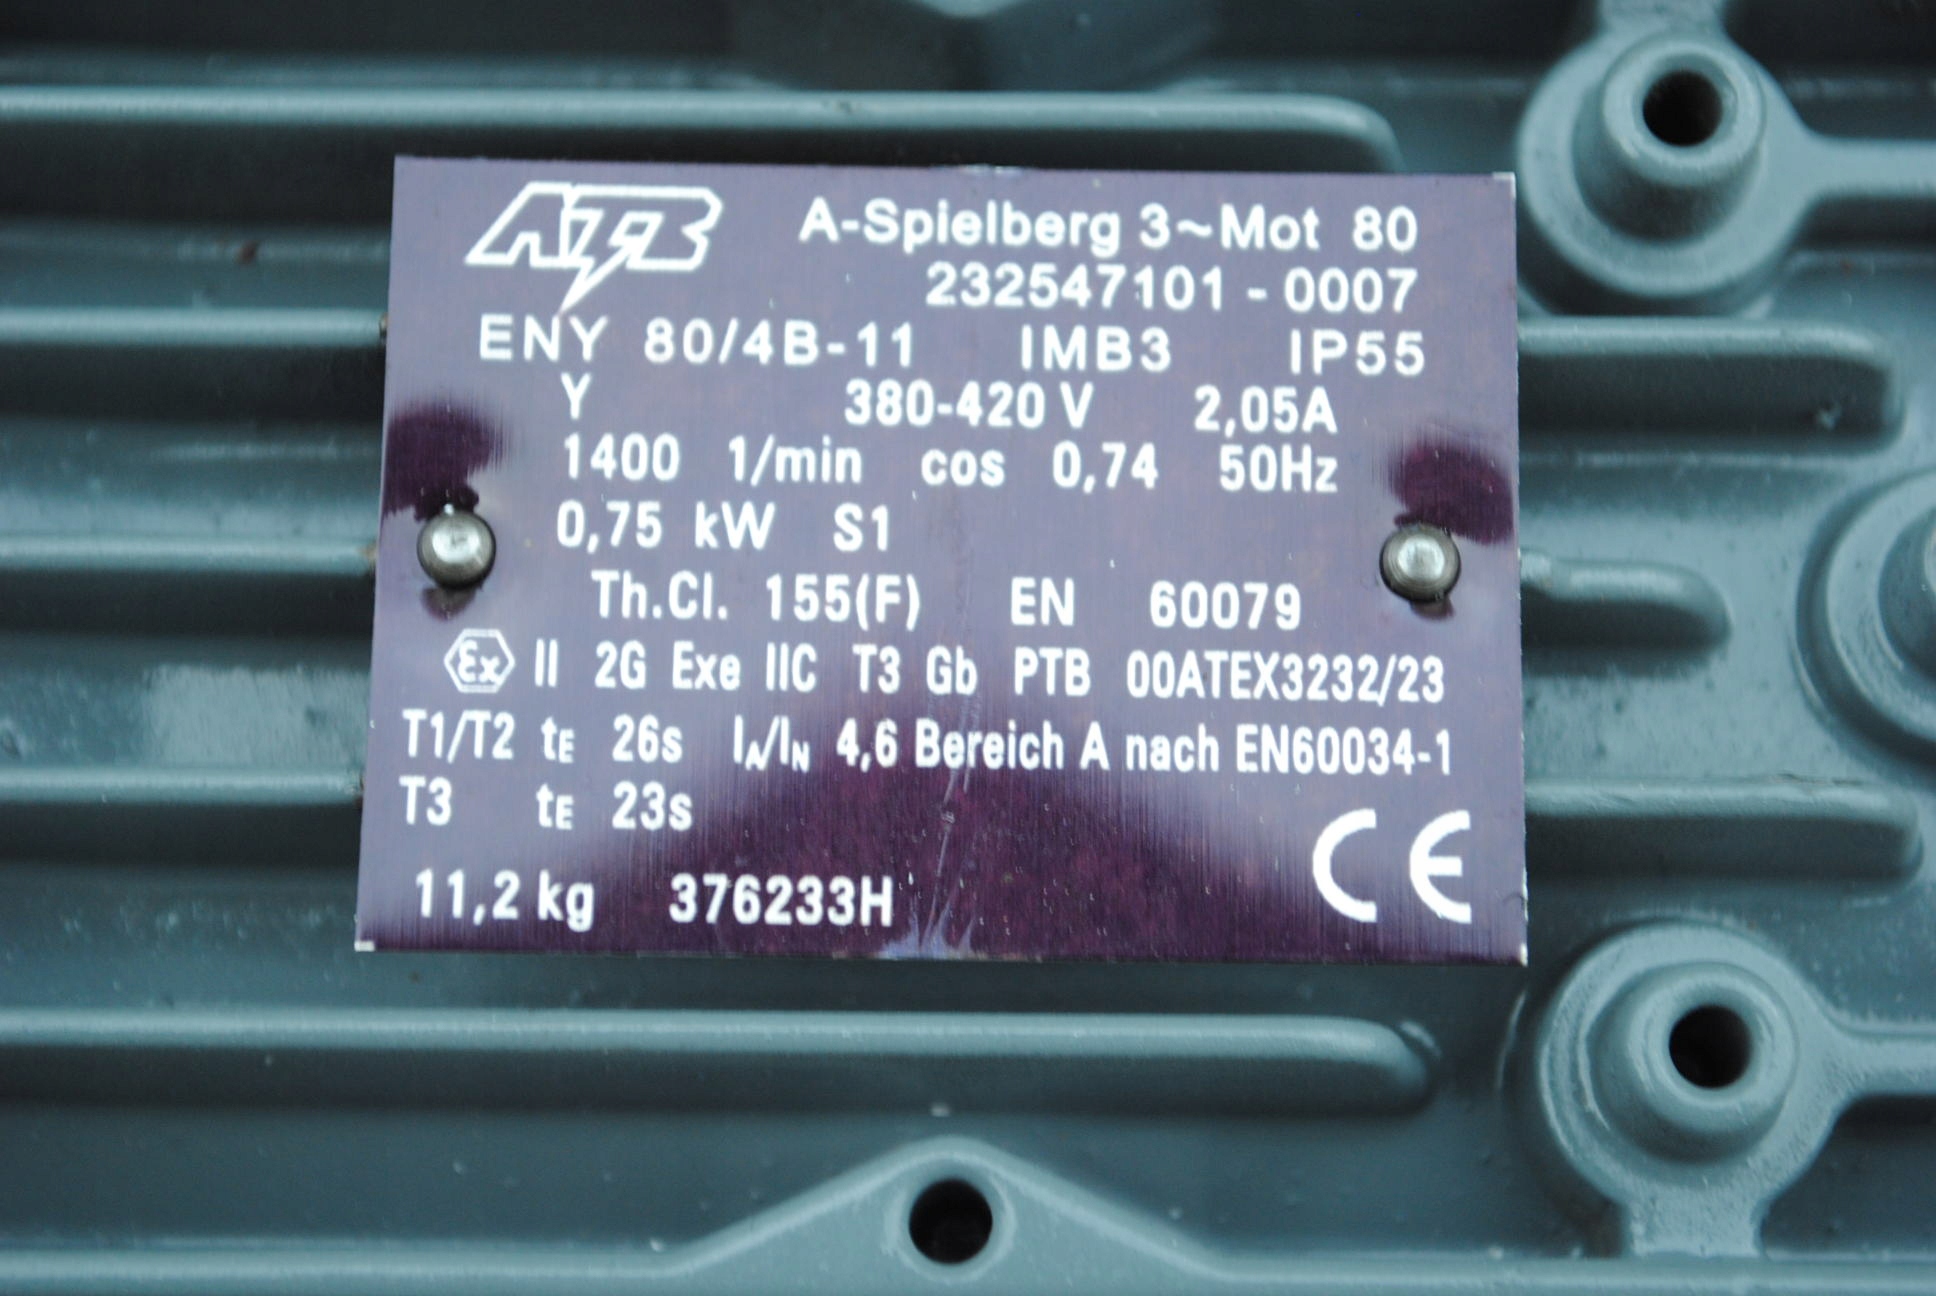 ATB A-Spielberg 3~Mot 80
232547101 - 0007
ENY 80/4B-11 IMB3 IP55
Y 380-420 V 2,05A
1400 1/min cos 0,74 50Hz
0,75 kW S1
Th.Cl. 155(F) EN 60079
Ex II 2G Exe IIC T3 Gb PTB 00ATEX3232/23
T1/T2 tE 26s IA/IN 4,6 Bereich A nach EN60034-1
T3 tE 23s
CE
11,2 kg 376233H